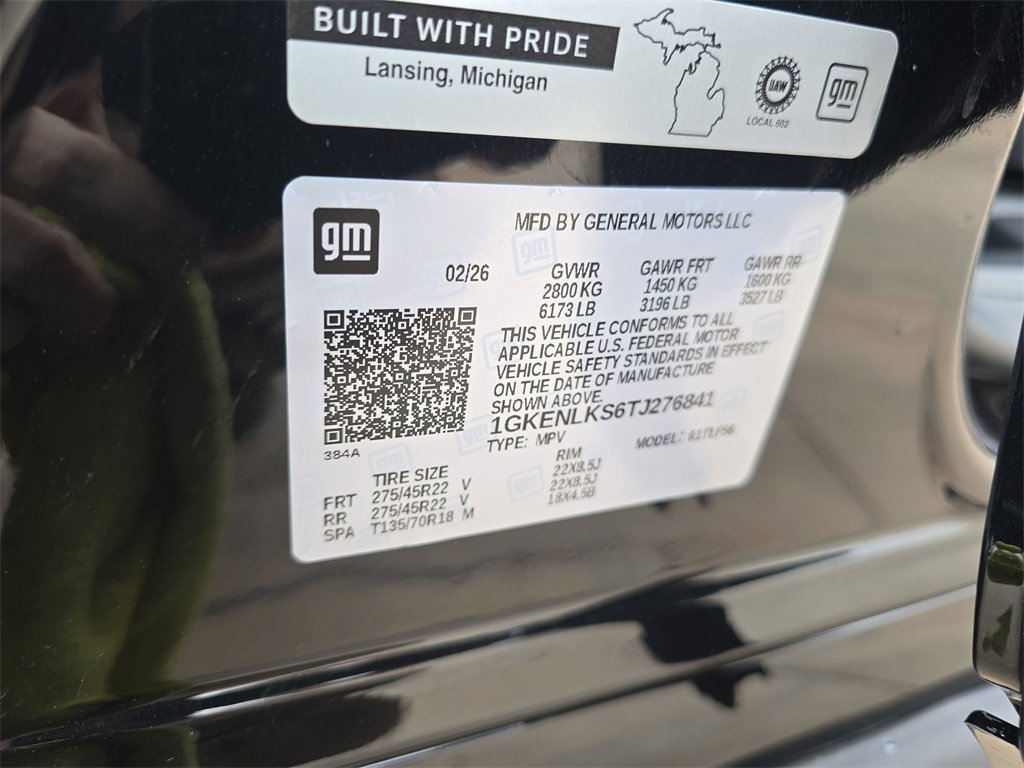 BUILT WITH PRIDE
Lansing, Michigan
UAW
LOCAL 602
gm
gm
MFD BY GENERAL MOTORS LLC
02/26 GVWR GAWR FRT GAWR RR
2800 KG 1450 KG 1600 KG
6173 LB 3196 LB 3527 LB
THIS VEHICLE CONFORMS TO ALL
APPLICABLE U.S. FEDERAL MOTOR
VEHICLE SAFETY STANDARDS IN EFFECT
ON THE DATE OF MANUFACTURE
SHOWN ABOVE.
1GKENLKS6TJ276841
TYPE: MPV MODEL:
384A
TIRE SIZE RIM
FRT 275/45R22 V 22X8.5J
RR 275/45R22 V 22X8.5J
SPA T135/70R18 M 18X4.5B